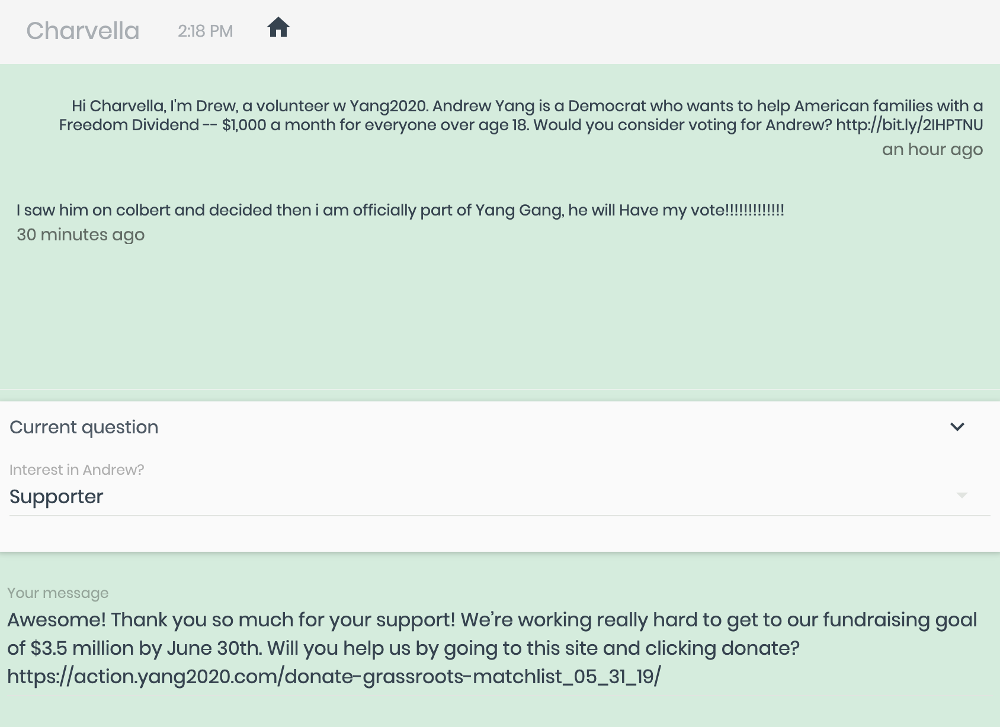 Charvella 2:18 PM
Hi Charvella, I'm Drew, a volunteer w Yang2020. Andrew Yang is a Democrat who wants to help American families with a
Freedom Dividend -- $1,000 a month for everyone over age 18. Would you consider voting for Andrew? http://bit.ly/2IHPTNU
an hour ago
I saw him on colbert and decided then i am officially part of Yang Gang, he will Have my vote!!!!!!!!!!!!!
30 minutes ago
Current question
Interest in Andrew?
Supporter
Your message
Awesome! Thank you so much for your support! We’re working really hard to get to our fundraising goal
of $3.5 million by June 30th. Will you help us by going to this site and clicking donate?
https://action.yang2020.com/donate-grassroots-matchlist_05_31_19/